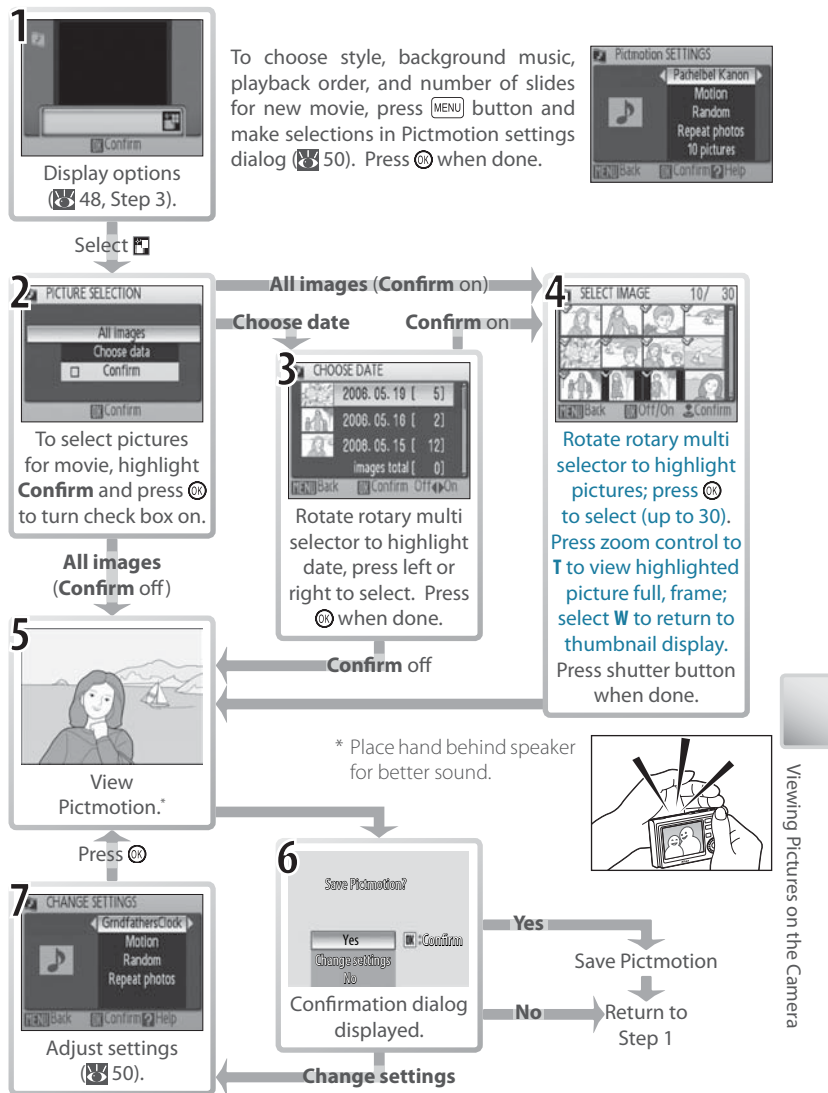 1
Confirm
Display options
(48, Step 3).
To choose style, background music,
playback order, and number of slides
for new movie, press MENU button and
make selections in Pictmotion settings
dialog (50). Press OK when done.
Pictmotion SETTINGS
Pachelbel Kanon
Motion
Random
Repeat photos
10 pictures
MENU Back OK Confirm ? Help
Select
2
PICTURE SELECTION
All images
Choose data
Confirm
OK Confirm
To select pictures
for movie, highlight
Confirm and press OK
to turn check box on.
All images (Confirm on)
Choose date
Confirm on
3
CHOOSE DATE
2006. 05. 19 [ 5]
2006. 05. 16 [ 2]
2006. 05. 15 [ 12]
images total [ 0]
MENU Back OK Confirm Off On
Rotate rotary multi
selector to highlight
date, press left or
right to select. Press
OK when done.
4
SELECT IMAGE 10/ 30
MENU Back OK Off/On Confirm
Rotate rotary multi
selector to highlight
pictures; press OK
to select (up to 30).
Press zoom control to
T to view highlighted
picture full, frame;
select W to return to
thumbnail display.
Press shutter button
when done.
All images
(Confirm off)
Confirm off
5
View
Pictmotion.*
* Place hand behind speaker
for better sound.
Press OK
6
Save Pictmotion?
Yes
OK :Confirm
Change settings
No
Confirmation dialog
displayed.
Yes
Save Pictmotion
No
Return to
Step 1
Change settings
7
CHANGE SETTINGS
GrndfathersClock
Motion
Random
Repeat photos
MENU Back OK Confirm ? Help
Adjust settings
(50).
Viewing Pictures on the Camera